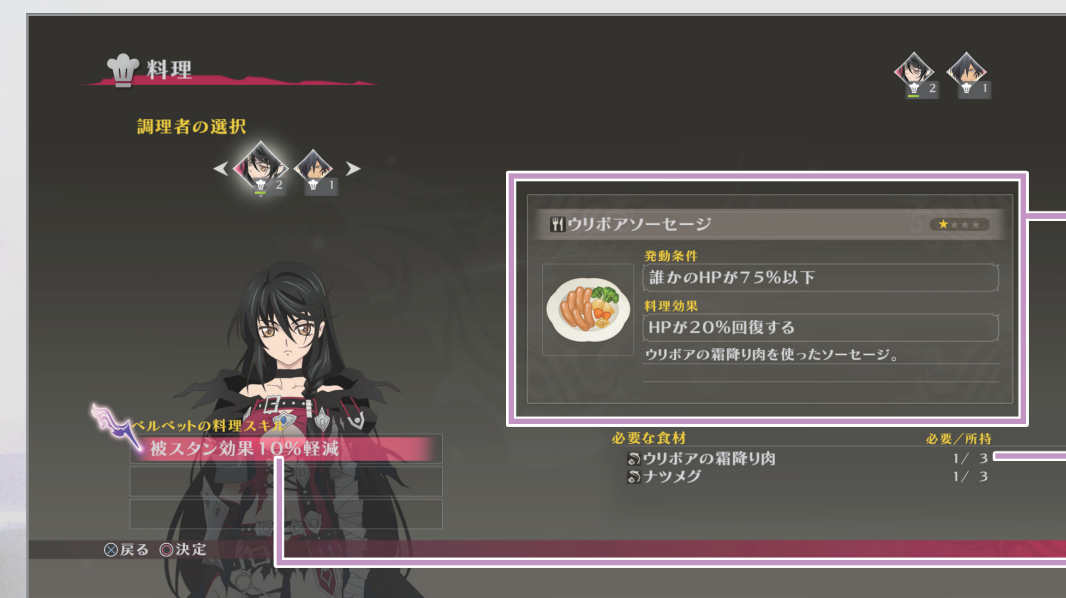 料理
2 1
調理者の選択
2 1
ウリボアソーセージ
発動条件
誰かのHPが75%以下
料理効果
HPが20%回復する
ウリボアの霜降り肉を使ったソーセージ。
ベルベットの料理スキル
被スタン効果10%軽減
必要な食材 必要/所持
ウリボアの霜降り肉 1/ 3
ナツメグ 1/ 3
戻る 決定